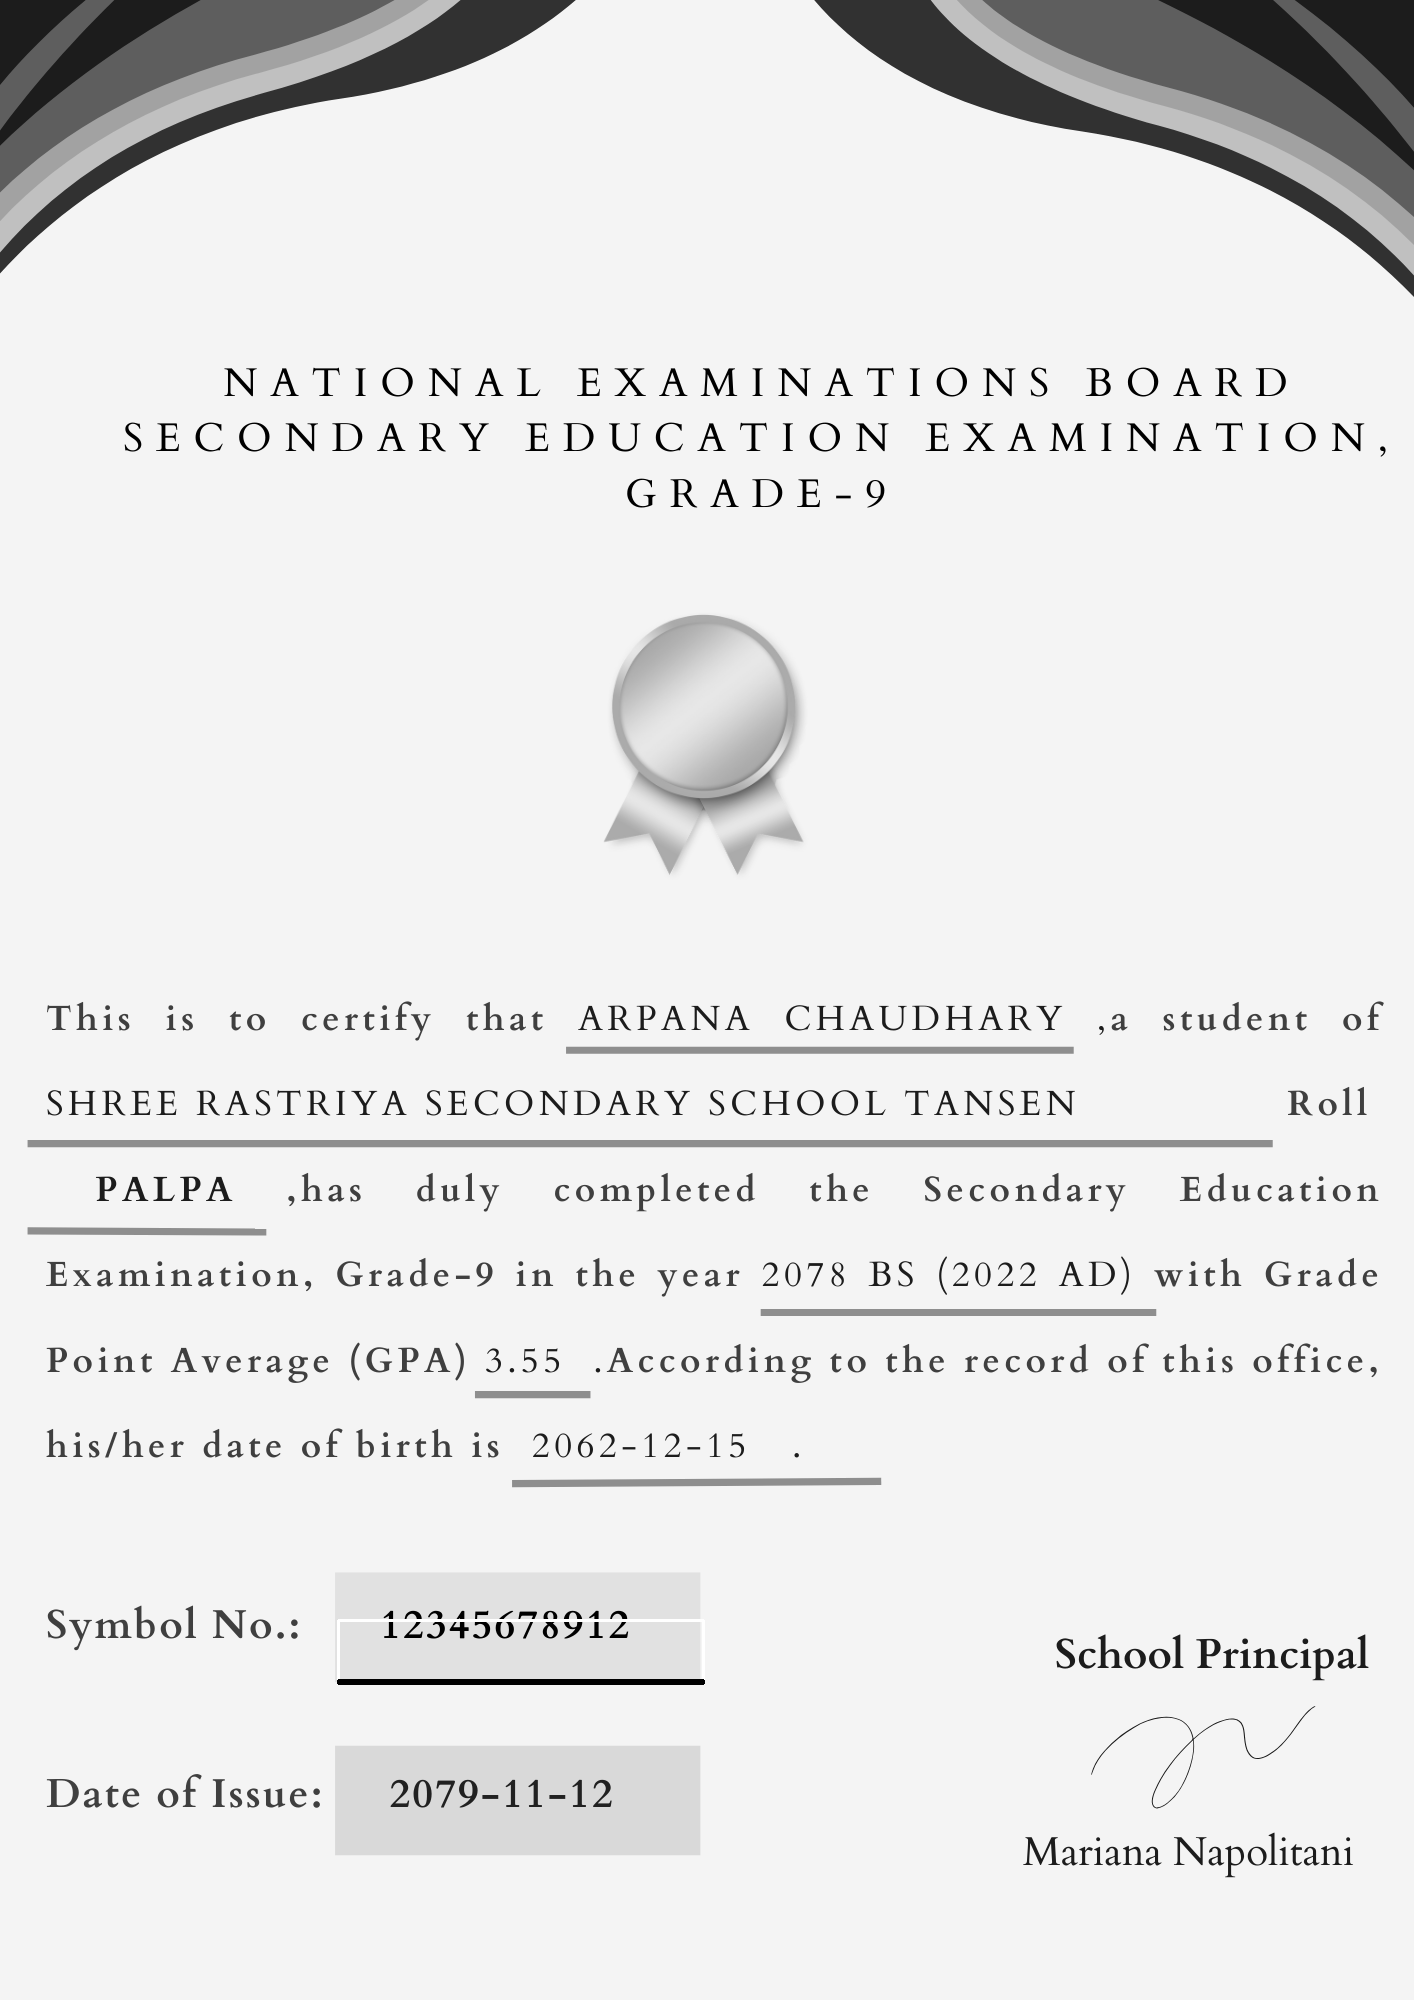 NATIONAL EXAMINATIONS BOARD
SECONDARY EDUCATION EXAMINATION,
GRADE-9
This is to certify that ARPANA CHAUDHARY ,a student of
SHREE RASTRIYA SECONDARY SCHOOL TANSEN Roll
PALPA ,has duly completed the Secondary Education
Examination, Grade-9 in the year 2078 BS (2022 AD) with Grade
Point Average (GPA) 3.55 .According to the record of this office,
his/her date of birth is 2062-12-15 .
Symbol No.: 12345678912
School Principal
Date of Issue: 2079-11-12
Mariana Napolitani